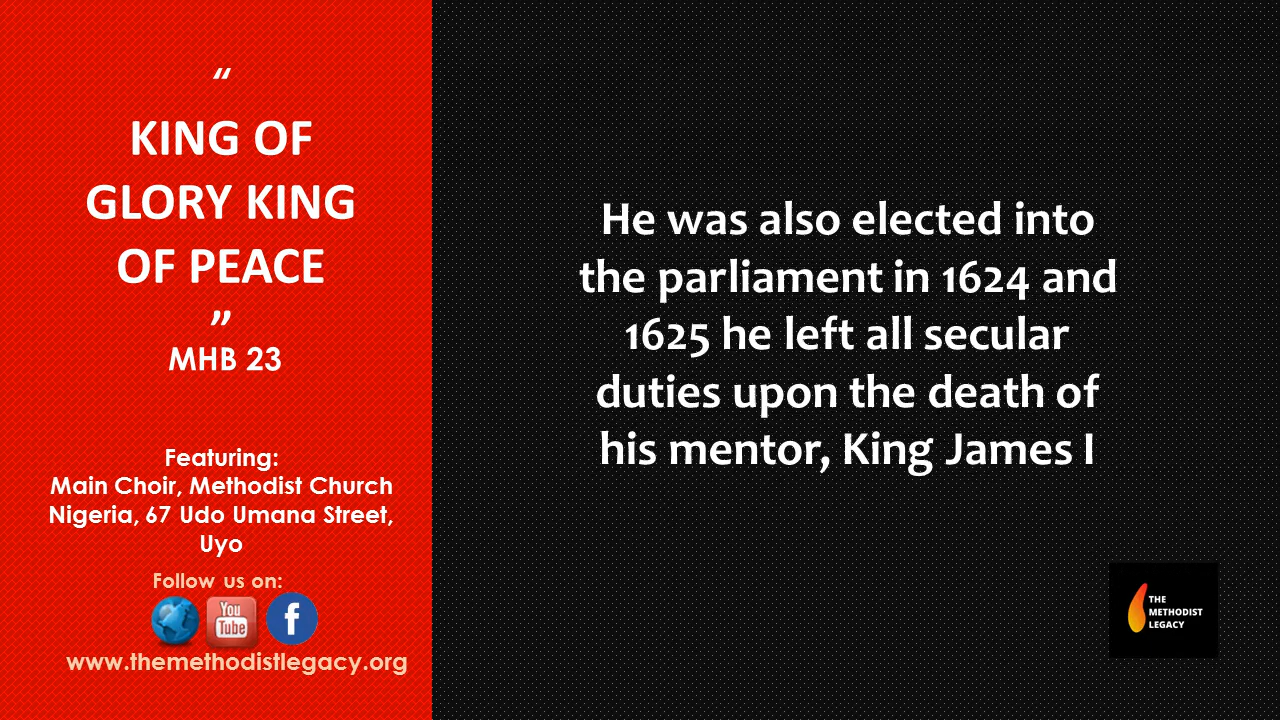 “
KING OF
GLORY KING
OF PEACE
”
MHB 23
Featuring:
Main Choir, Methodist Church
Nigeria, 67 Udo Umana Street,
Uyo
Follow us on:
You
Tube
f
www.themethodistlegacy.org
He was also elected into
the parliament in 1624 and
1625 he left all secular
duties upon the death of
his mentor, King James I
THE
METHODIST
LEGACY